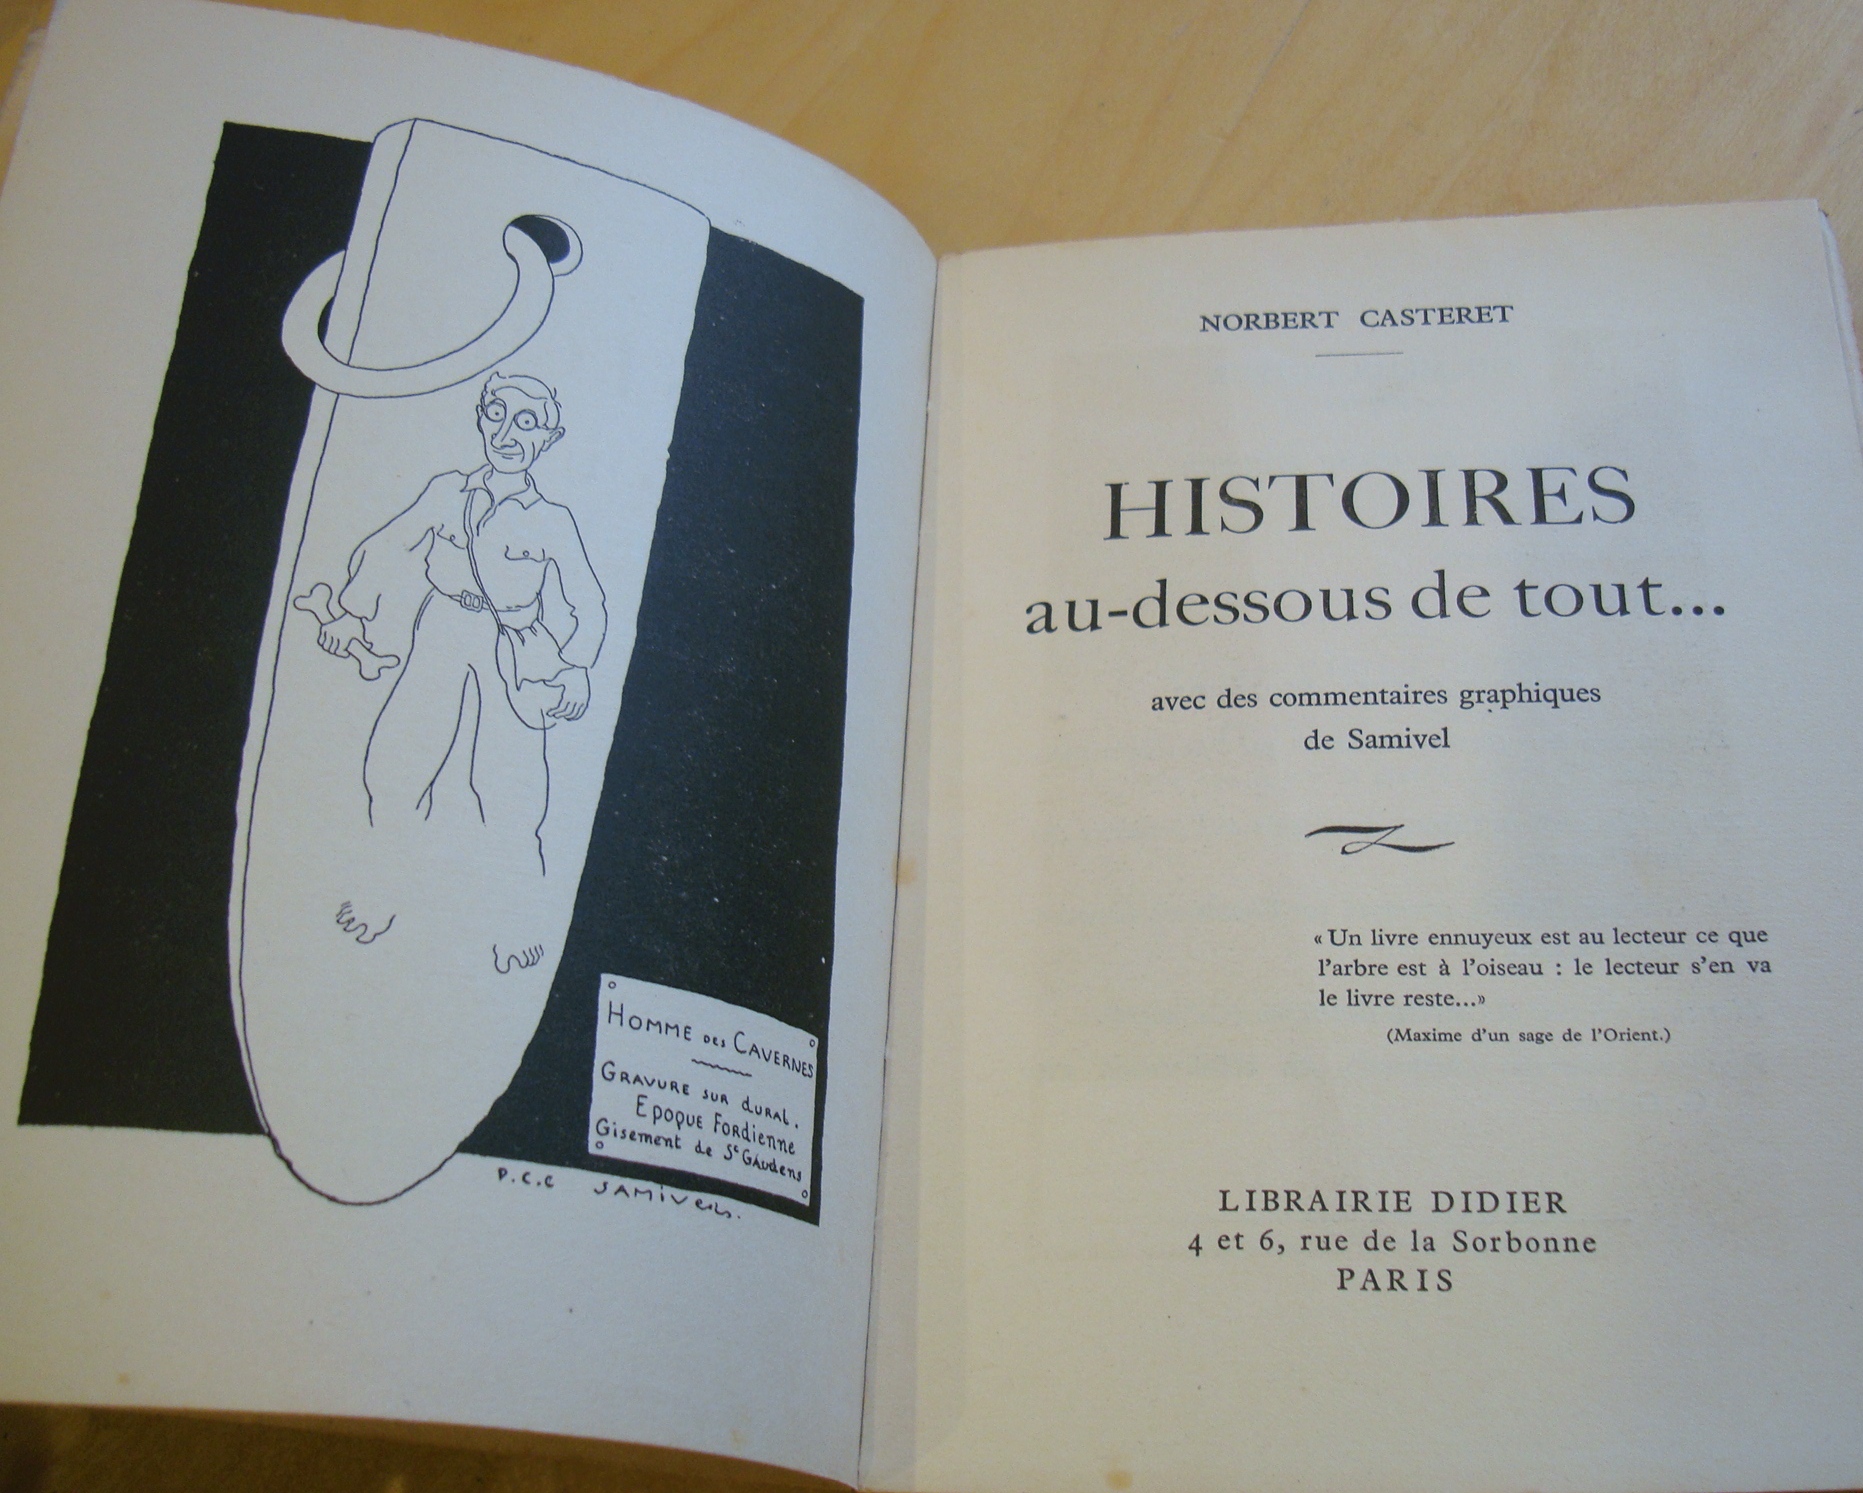 HOMME DES CAVERNES
GRAVURE SUR dURAL.
EPOQUE FORdIENNE
Gisement de St GAudens
P.C.C SAMIVEL.
NORBERT CASTERET
HISTOIRES
au-dessous de tout...
avec des commentaires graphiques
de Samivel
« Un livre ennuyeux est au lecteur ce que
l'arbre est à l'oiseau : le lecteur s'en va
le livre reste...»
(Maxime d'un sage de l'Orient.)
LIBRAIRIE DIDIER
4 et 6, rue de la Sorbonne
PARIS